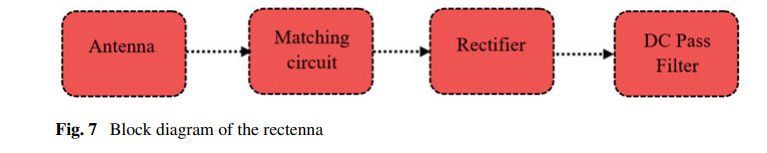 Antenna
Matching
circuit
Rectifier
DC Pass
Filter
Fig. 7 Block diagram of the rectenna